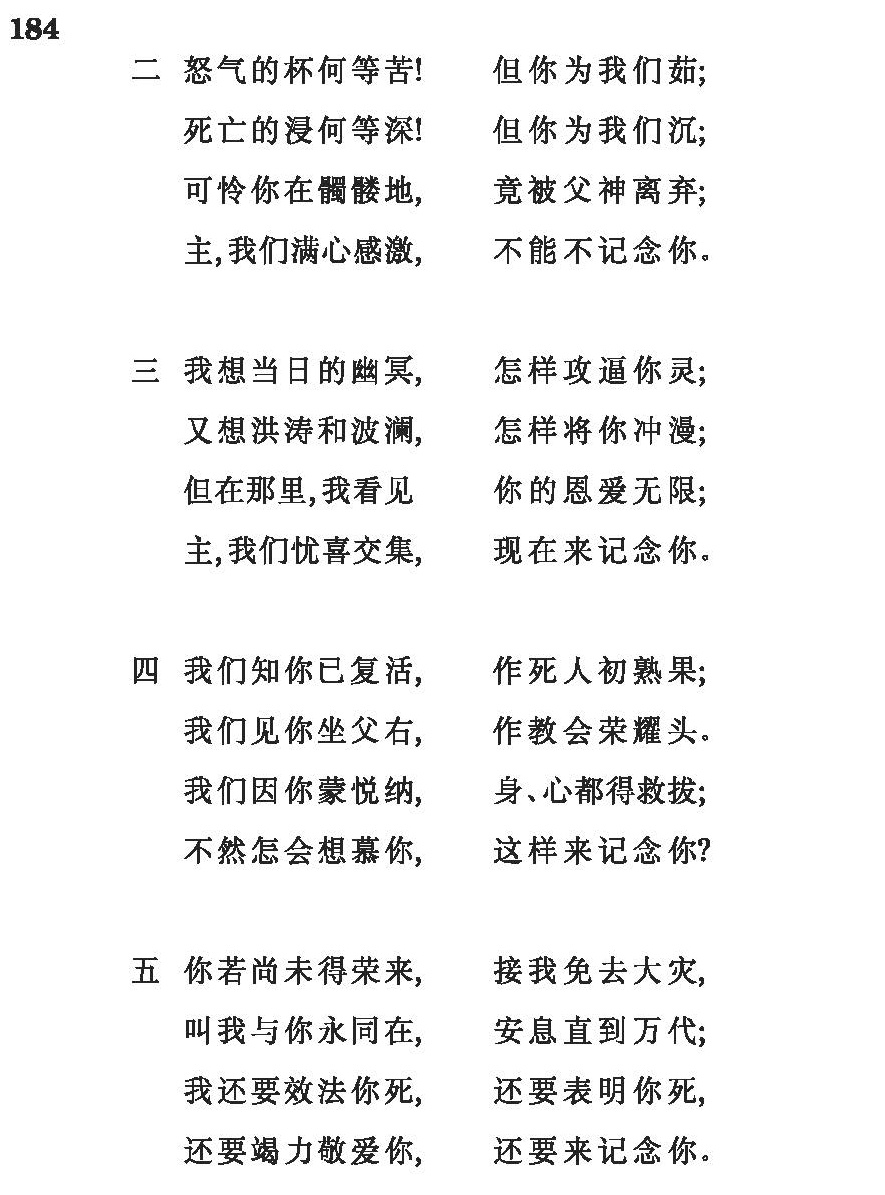 184
二 怒气的杯何等苦! 但你为我们茹;
死亡的浸何等深! 但你为我们沉;
可怜你在髑髅地, 竟被父神离弃;
主,我们满心感激, 不能不记念你。
三 我想当日的幽冥, 怎样攻逼你灵;
又想洪涛和波澜, 怎样将你冲漫;
但在那里,我看见 你的恩爱无限;
主,我们忧喜交集, 现在来记念你。
四 我们知你已复活, 作死人初熟果;
我们见你坐父右, 作教会荣耀头。
我们因你蒙悦纳, 身、心都得救拔;
不然怎会想慕你, 这样来记念你?
五 你若尚未得荣来, 接我免去大灾,
叫我与你永同在, 安息直到万代;
我还要效法你死, 还要表明你死,
还要竭力敬爱你, 还要来记念你。